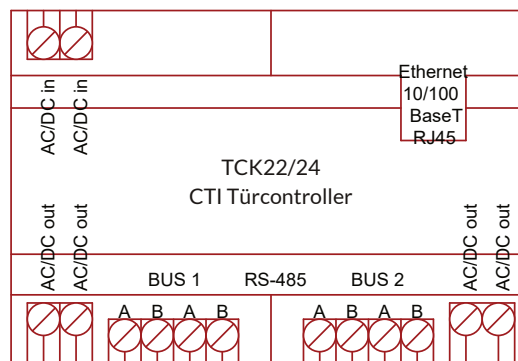 Ethernet
10/100
BaseT
RJ45
AC/DC in
AC/DC in
TCK22/24
CTI Türcontroller
AC/DC out
AC/DC out
AC/DC out
AC/DC out
BUS 1 RS-485 BUS 2
A B A B A B A B